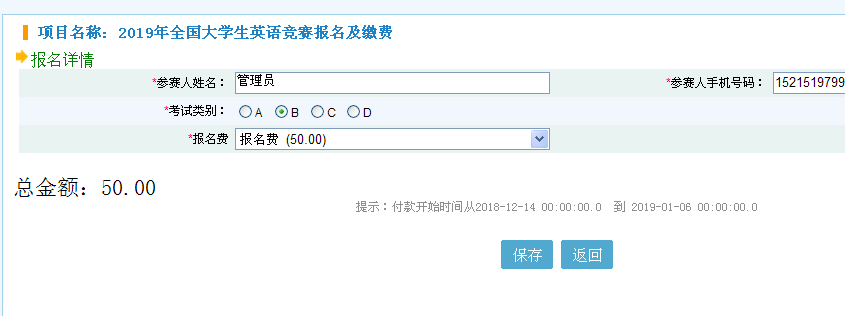 项目名称：2019年全国大学生英语竞赛报名及缴费
报名详情
*参赛人姓名： 管理员 *参赛人手机号码： 1521519799
*考试类别： A B C D
*报名费 报名费 (50.00)
总金额：50.00
提示：付款开始时间从2018-12-14 00:00:00.0 到 2019-01-06 00:00:00.0
保存 返回